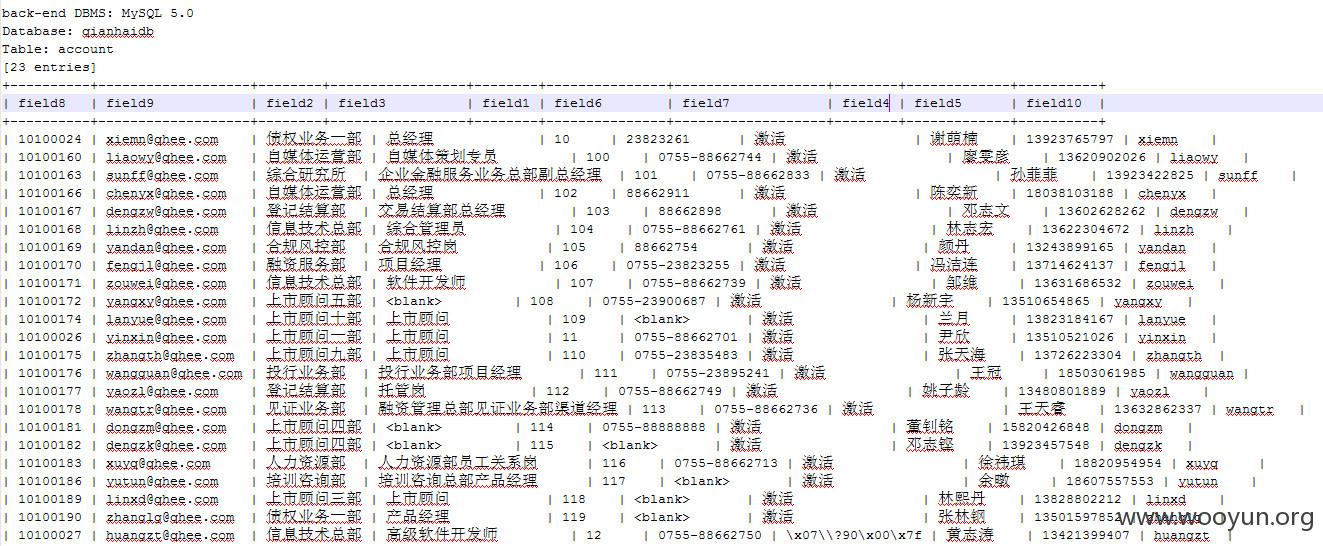 back-end DBMS: MySQL 5.0
Database: qianhaidb
Table: account
[23 entries]
| field8 | field9 | field2 | field3 | field1 | field6 | field7 | field4 | field5 | field10 |
| 10100024 | xiemn@qhee.com | 债权业务一部 | 总经理 | 10 | 23823261 | 激活 | 谢萌楠 | 13923765797 | xiemn |
| 10100160 | liaowy@qhee.com | 自媒体运营部 | 自媒体策划专员 | 100 | 0755-88662744 | 激活 | 廖雯彦 | 13620902026 | liaowy |
| 10100163 | sunff@qhee.com | 综合研究所 | 企业金融服务业务总部副总经理 | 101 | 0755-88662833 | 激活 | 孙菲菲 | 13923422825 | sunff |
| 10100166 | chenyx@qhee.com | 自媒体运营部 | 总经理 | 102 | 88662911 | 激活 | 陈奕新 | 18038103188 | chenyx |
| 10100167 | dengzw@qhee.com | 登记结算部 | 交易结算部总经理 | 103 | 88662898 | 激活 | 邓志文 | 13602628262 | dengzw |
| 10100168 | linzh@qhee.com | 信息技术总部 | 综合管理员 | 104 | 0755-88662761 | 激活 | 林志宏 | 13622304672 | linzh |
| 10100169 | yandan@qhee.com | 合规风控部 | 合规风控岗 | 105 | 88662754 | 激活 | 颜丹 | 13243899165 | yandan |
| 10100170 | fengjl@qhee.com | 融资服务部 | 项目经理 | 106 | 0755-23823255 | 激活 | 冯洁连 | 13714624137 | fengjl |
| 10100171 | zouwei@qhee.com | 信息技术总部 | 软件开发师 | 107 | 0755-88662739 | 激活 | 邹维 | 13631686532 | zouwei |
| 10100172 | yangxy@qhee.com | 上市顾问五部 | <blank> | 108 | 0755-23900687 | 激活 | 杨新宇 | 13510654865 | yangxy |
| 10100174 | lanyue@qhee.com | 上市顾问十部 | 上市顾问 | 109 | <blank> | 激活 | 兰月 | 13823184167 | lanyue |
| 10100026 | yinxin@qhee.com | 上市顾问一部 | 上市顾问 | 11 | 0755-88662701 | 激活 | 尹欣 | 13510521026 | yinxin |
| 10100175 | zhangth@qhee.com | 上市顾问九部 | 上市顾问 | 110 | 0755-23835483 | 激活 | 张天海 | 13726223304 | zhangth |
| 10100176 | wangguan@qhee.com | 投行业务部 | 投行业务部项目经理 | 111 | 0755-23895241 | 激活 | 王冠 | 18503061985 | wangguan |
| 10100177 | yaozl@qhee.com | 登记结算部 | 托管岗 | 112 | 0755-88662749 | 激活 | 姚子龄 | 13480801889 | yaozl |
| 10100178 | wangtr@qhee.com | 见证业务部 | 融资管理总部见证业务部渠道经理 | 113 | 0755-88662736 | 激活 | 王天睿 | 13632862337 | wangtr |
| 10100181 | dongzm@qhee.com | 上市顾问四部 | <blank> | 114 | 0755-88888888 | 激活 | 董钊铭 | 15820426848 | dongzm |
| 10100182 | dengzk@qhee.com | 上市顾问四部 | <blank> | 115 | <blank> | 激活 | 邓志铿 | 13923457548 | dengzk |
| 10100183 | xuyq@qhee.com | 人力资源部 | 人力资源部员工关系岗 | 116 | 0755-88662713 | 激活 | 徐祎琪 | 18820954954 | xuyq |
| 10100186 | yutun@qhee.com | 培训咨询部 | 培训咨询总部产品经理 | 117 | <blank> | 激活 | 余暾 | 18607557553 | yutun |
| 10100189 | linxd@qhee.com | 上市顾问三部 | 上市顾问 | 118 | <blank> | 激活 | 林熙丹 | 13828802212 | linxd |
| 10100190 | zhanglg@qhee.com | 债权业务一部 | 产品经理 | 119 | <blank> | 激活 | 张林钢 | 1350159785
| 10100027 | huangzt@qhee.com | 信息技术总部 | 高级软件开发师 | 12 | 0755-88662750 | \x07\\?90\x00\x7f | 黄志涛 | 13421399407 | huangzt |
www.wooyun.org